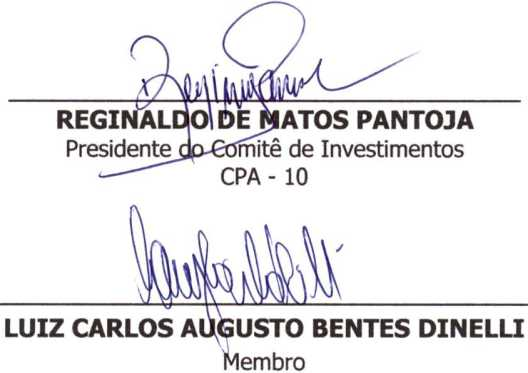 REGINALDO DE MATOS PANTOJA
Presidente do Comitê de Investimentos
CPA - 10
LUIZ CARLOS AUGUSTO BENTES DINELLI
Membro